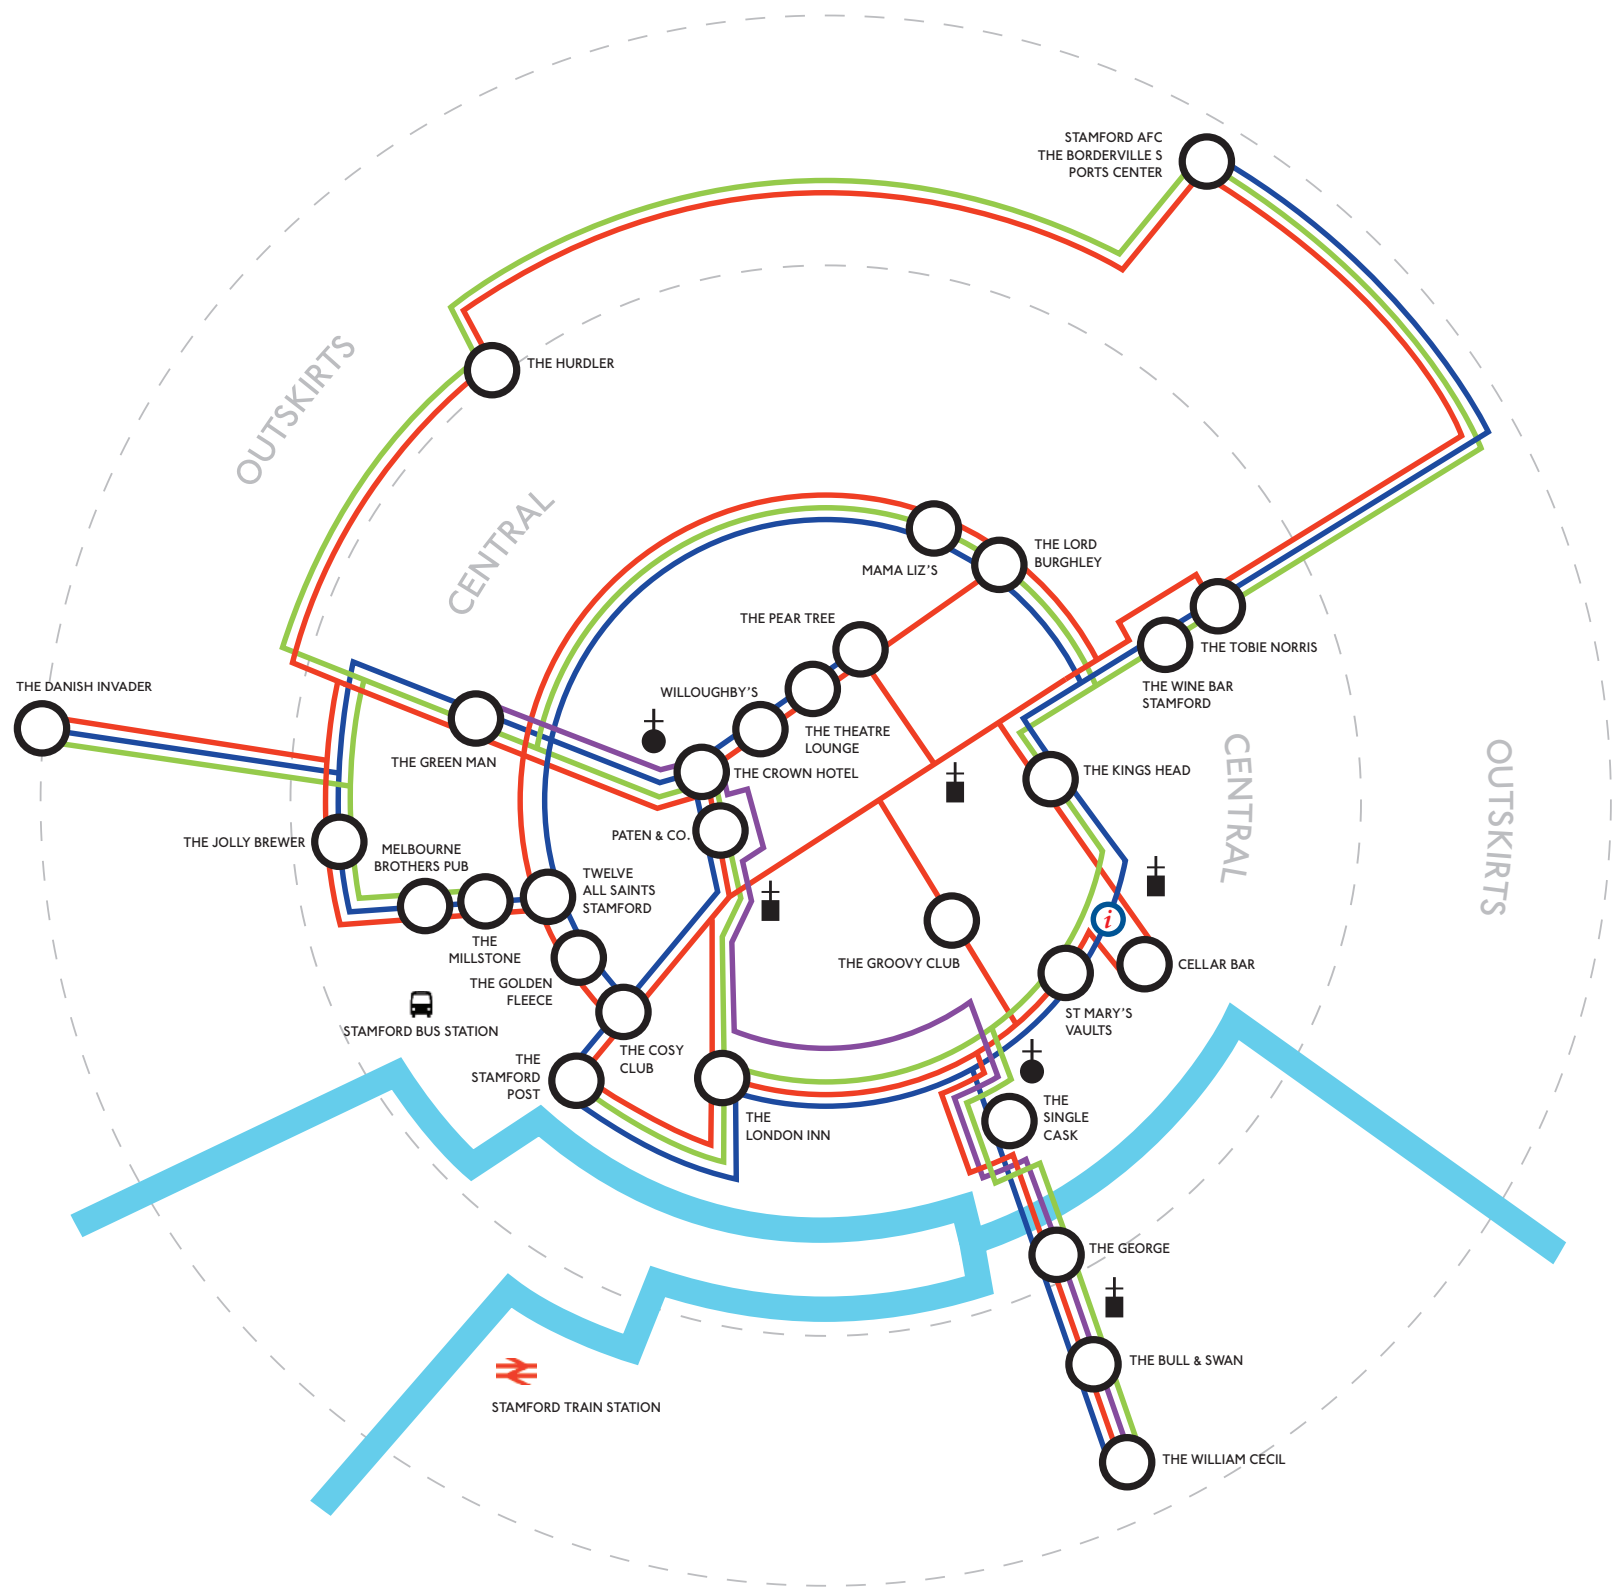 STAMFORD AFC
THE BORDERVILLE S
PORTS CENTER
OUTSKIRTS
THE HURDLER
CENTRAL
MAMA LIZ'S
THE LORD
BURGHLEY
THE PEAR TREE
THE TOBIE NORRIS
THE WINE BAR
STAMFORD
THE DANISH INVADER
WILLOUGHBY'S
THE THEATRE
LOUNGE
THE GREEN MAN
THE CROWN HOTEL
THE KINGS HEAD
CENTRAL
OUTSKIRTS
THE JOLLY BREWER
MELBOURNE
BROTHERS PUB
PATEN & CO.
TWELVE
ALL SAINTS
STAMFORD
THE
MILLSTONE
THE GOLDEN
FLEECE
THE GROOVY CLUB
i
CELLAR BAR
STAMFORD BUS STATION
ST MARY'S
VAULTS
THE COSY
CLUB
THE
STAMFORD
POST
THE
LONDON INN
THE
SINGLE
CASK
THE GEORGE
THE BULL & SWAN
STAMFORD TRAIN STATION
THE WILLIAM CECIL